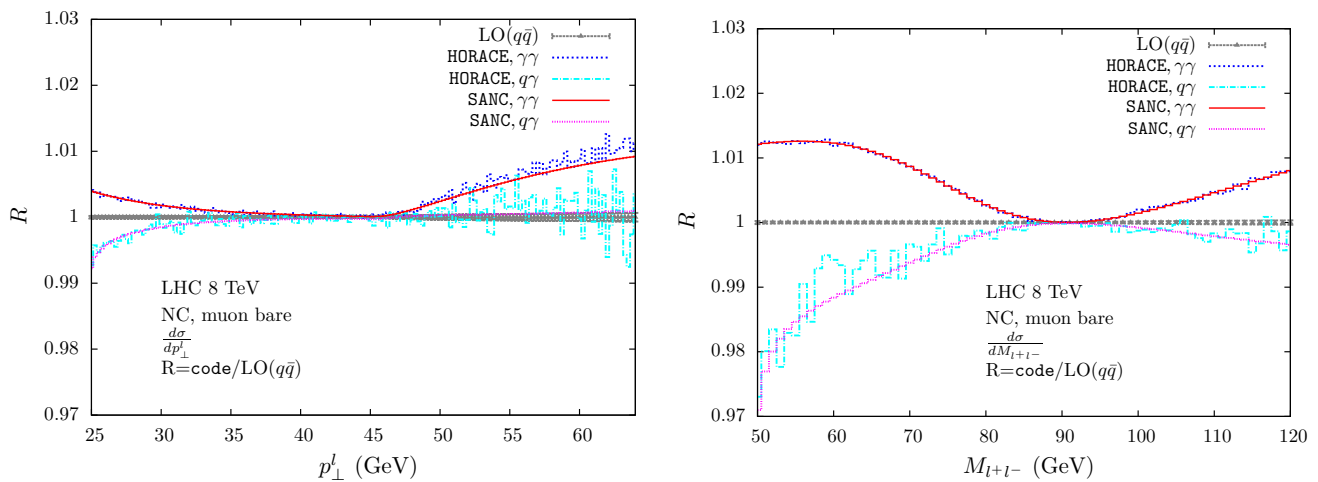 1.03
1.02
1.01
1
0.99
0.98
0.97
R
LO(qq̄)
HORACE, γγ
HORACE, qγ
SANC, γγ
SANC, qγ
LHC 8 TeV
NC, muon bare
dσ/dp⊥^l
R=code/LO(qq̄)
25 30 35 40 45 50 55 60
p⊥^l (GeV)
1.03
1.02
1.01
1
0.99
0.98
0.97
R
LO(qq̄)
HORACE, γγ
HORACE, qγ
SANC, γγ
SANC, qγ
LHC 8 TeV
NC, muon bare
dσ/dM_{l+l−}
R=code/LO(qq̄)
50 60 70 80 90 100 110 120
M_{l+l−} (GeV)